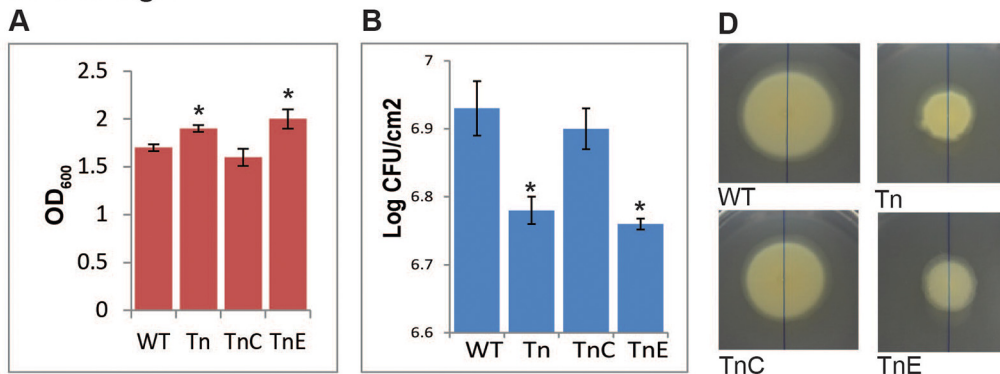 A
OD600
2.5
2
1.5
1
0.5
0
*
*
WT Tn TnC TnE
B
Log CFU/cm2
7
6.9
6.8
6.7
6.6
*
*
WT Tn TnC TnE
D
WT Tn
TnC TnE